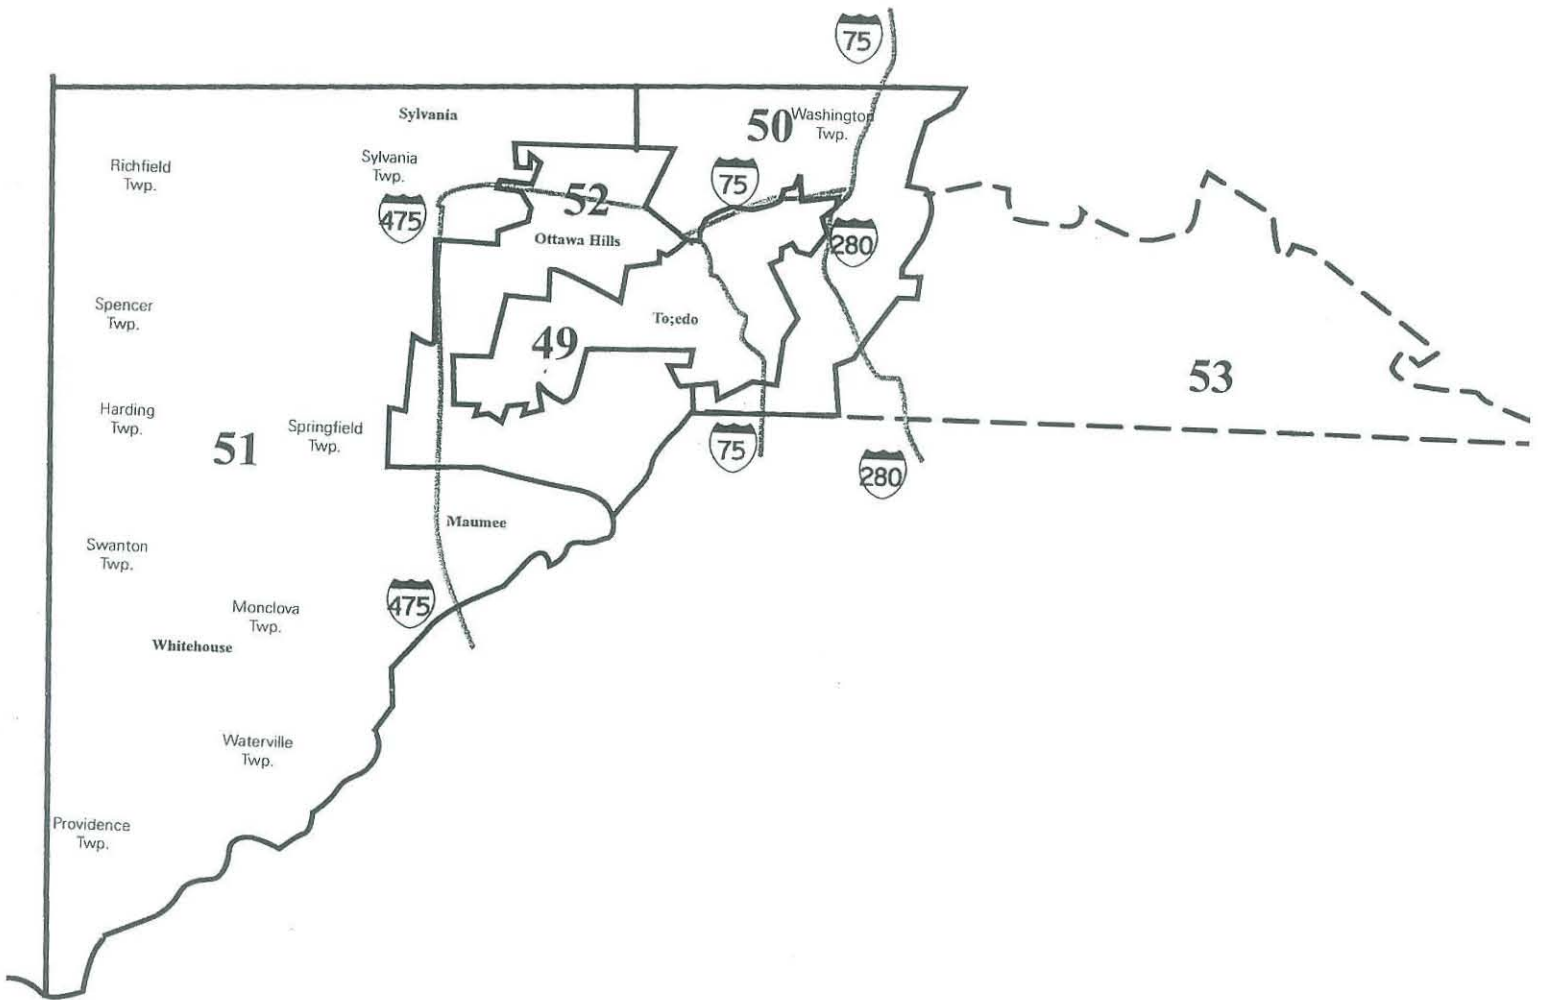 75
Sylvania
50
Washington
Twp.
Richfield
Twp.
Sylvania
Twp.
75
52
475
Ottawa Hills
280
Spencer
Twp.
To;edo
49
53
Harding
Twp.
51
Springfield
Twp.
75
280
Maumee
Swanton
Twp.
475
Monclova
Twp.
Whitehouse
Waterville
Twp.
Providence
Twp.